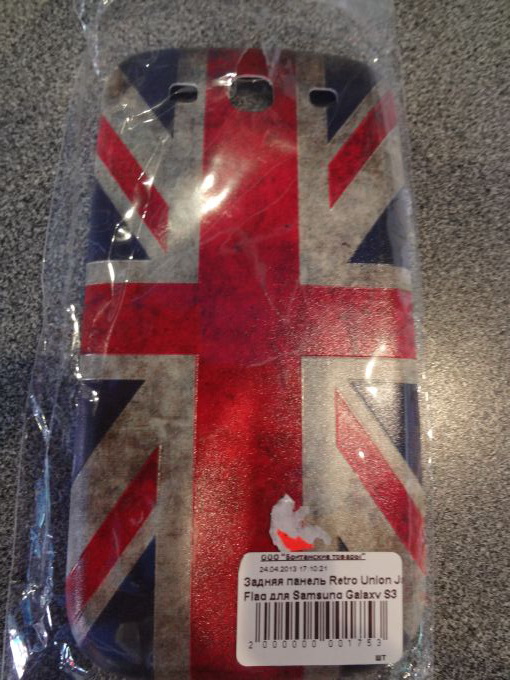 ООО "Британские товары"
24.04.2013 17:10:21
Задняя панель Retro Union Ja
Flag для Samsung Galaxy S3
2 000000 001753
шт